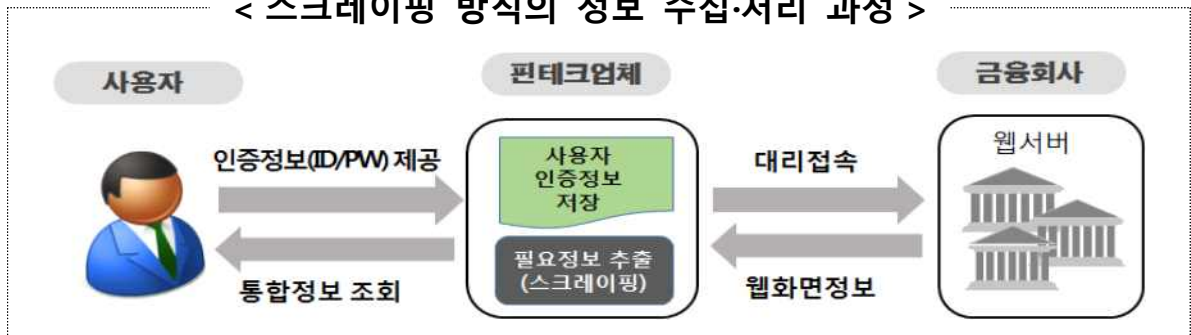 < 스크레이핑 방식의 정보 수집·처리 과정 >
사용자
핀테크업체
금융회사
인증정보(ID/PW) 제공
통합정보 조회
사용자
인증정보
저장
필요정보 추출
(스크레이핑)
대리접속
웹화면정보
웹서버